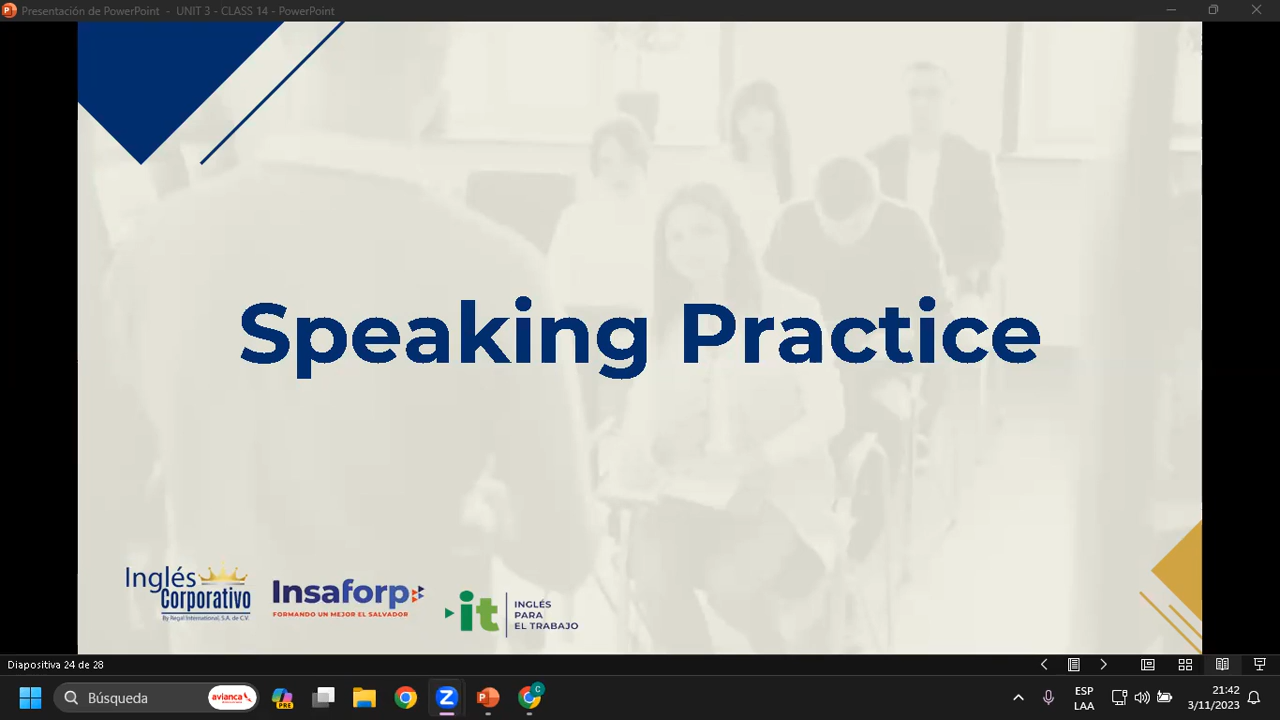 Presentación de PowerPoint - UNIT 3 - CLASS 14 - PowerPoint
Speaking Practice
Inglés
Corporativo
By Regal International, S.A. de C.V.
Insaforp
FORMANDO UN MEJOR EL SALVADOR
it
INGLÉS
PARA
EL TRABAJO
Diapositiva 24 de 28
Búsqueda
avianca
PRE
Z
P
C
ESP
LAA
21:42
3/11/2023